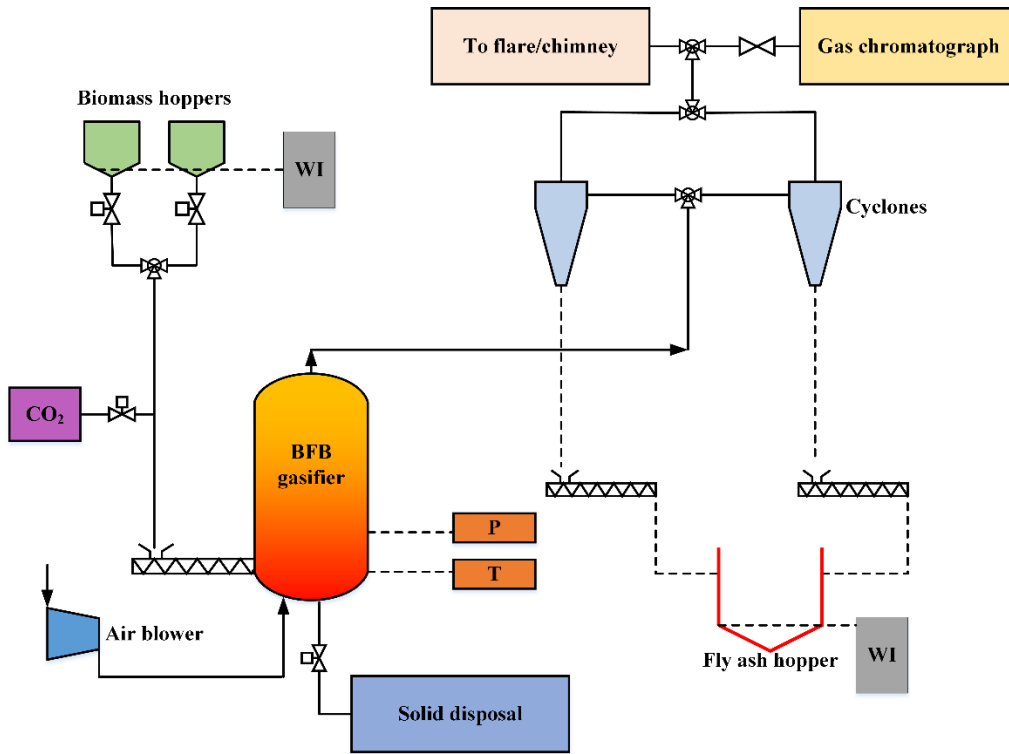 To flare/chimney
Gas chromatograph
Biomass hoppers
WI
Cyclones
CO₂
BFB
gasifier
P
T
Air blower
Fly ash hopper
WI
Solid disposal